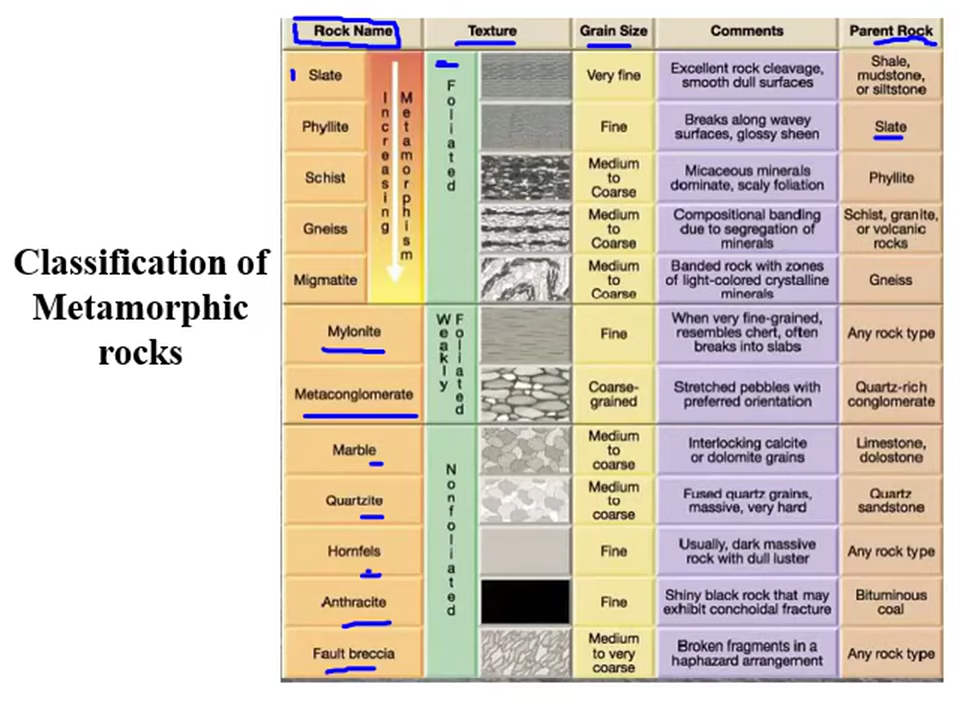 Classification of
Metamorphic
rocks
Rock Name Texture Grain Size Comments Parent Rock
Increasing
Metamorphism
Foliated
Slate
Very fine
Excellent rock cleavage,
smooth dull surfaces
Shale,
mudstone,
or siltstone
Phyllite
Fine
Breaks along wavey
surfaces, glossy sheen
Slate
Schist
Medium
to
Coarse
Micaceous minerals
dominate, scaly foliation
Phyllite
Gneiss
Medium
to
Coarse
Compositional banding
due to segregation of
minerals
Schist, granite,
or volcanic
rocks
Migmatite
Medium
to
Coarse
Banded rock with zones
of light-colored crystalline
minerals
Gneiss
Weakly
Foliated
Mylonite
Fine
When very fine-grained,
resembles chert, often
breaks into slabs
Any rock type
Metaconglomerate
Coarse-
grained
Stretched pebbles with
preferred orientation
Quartz-rich
conglomerate
Nonfoliated
Marble
Medium
to
coarse
Interlocking calcite
or dolomite grains
Limestone,
dolostone
Quartzite
Medium
to
coarse
Fused quartz grains,
massive, very hard
Quartz
sandstone
Hornfels
Fine
Usually, dark massive
rock with dull luster
Any rock type
Anthracite
Fine
Shiny black rock that may
exhibit conchoidal fracture
Bituminous
coal
Fault breccia
Medium
to very
coarse
Broken fragments in a
haphazard arrangement
Any rock type